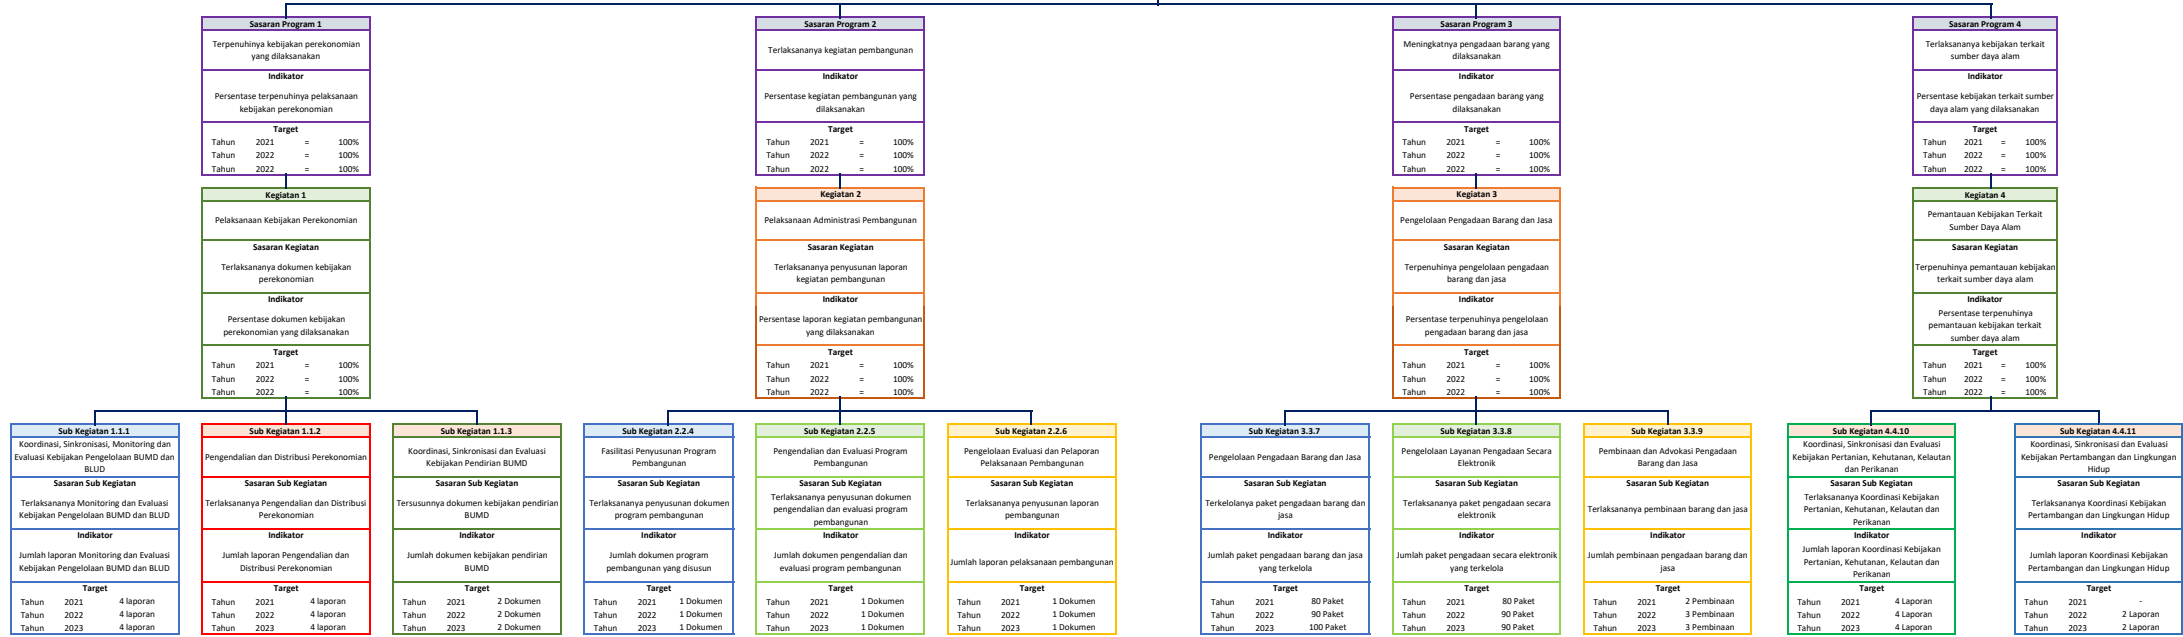 Sasaran Program 1
Terpenuhinya kebijakan perekonomian
yang dilaksanakan
Indikator
Persentase terpenuhinya pelaksanaan
kebijakan perekonomian
Target
Tahun 2021 = 100%
Tahun 2022 = 100%
Tahun 2022 = 100%
Sasaran Program 2
Terlaksananya kegiatan pembangunan
Indikator
Persentase kegiatan pembangunan yang
dilaksanakan
Target
Tahun 2021 = 100%
Tahun 2022 = 100%
Tahun 2022 = 100%
Sasaran Program 3
Meningkatnya pengadaan barang yang
dilaksanakan
Indikator
Persentase pengadaan barang yang
dilaksanakan
Target
Tahun 2021 = 100%
Tahun 2022 = 100%
Tahun 2022 = 100%
Sasaran Program 4
Terlaksananya kebijakan terkait
sumber daya alam
Indikator
Persentase kebijakan terkait sumber
daya alam yang dilaksanakan
Target
Tahun 2021 = 100%
Tahun 2022 = 100%
Tahun 2022 = 100%
Kegiatan 1
Pelaksanaan Kebijakan Perekonomian
Sasaran Kegiatan
Terlaksananya dokumen kebijakan
perekonomian
Indikator
Persentase dokumen kebijakan
perekonomian yang dilaksanakan
Target
Tahun 2021 = 100%
Tahun 2022 = 100%
Tahun 2022 = 100%
Kegiatan 2
Pelaksanaan Administrasi Pembangunan
Sasaran Kegiatan
Terlaksananya penyusunan laporan
kegiatan pembangunan
Indikator
Persentase laporan kegiatan pembangunan
yang dilaksanakan
Target
Tahun 2021 = 100%
Tahun 2022 = 100%
Tahun 2022 = 100%
Kegiatan 3
Pengelolaan Pengadaan Barang dan Jasa
Sasaran Kegiatan
Terpenuhinya pengelolaan pengadaan
barang dan jasa
Indikator
Persentase terpenuhinya pengelolaan
pengadaan barang dan jasa
Target
Tahun 2021 = 100%
Tahun 2022 = 100%
Tahun 2022 = 100%
Kegiatan 4
Pemantauan Kebijakan Terkait
Sumber Daya Alam
Sasaran Kegiatan
Terpenuhinya pemantauan kebijakan
terkait sumber daya alam
Indikator
Persentase terpenuhinya
pemantauan kebijakan terkait
sumber daya alam
Target
Tahun 2021 = 100%
Tahun 2022 = 100%
Tahun 2022 = 100%
Sub Kegiatan 1.1.1
Koordinasi, Sinkronisasi, Monitoring dan
Evaluasi Kebijakan Pengelolaan BUMD dan
BLUD
Sasaran Sub Kegiatan
Terlaksananya Monitoring dan Evaluasi
Kebijakan Pengelolaan BUMD dan BLUD
Indikator
Jumlah laporan Monitoring dan Evaluasi
Kebijakan Pengelolaan BUMD dan BLUD
Target
Tahun 2021 4 laporan
Tahun 2022 4 laporan
Tahun 2023 4 laporan
Sub Kegiatan 1.1.2
Pengendalian dan Distribusi Perekonomian
Sasaran Sub Kegiatan
Terlaksananya Pengendalian dan Distribusi
Perekonomian
Indikator
Jumlah laporan Pengendalian dan
Distribusi Perekonomian
Target
Tahun 2021 4 laporan
Tahun 2022 4 laporan
Tahun 2023 4 laporan
Sub Kegiatan 1.1.3
Koordinasi, Sinkronisasi dan Evaluasi
Kebijakan Pendirian BUMD
Sasaran Sub Kegiatan
Tersusunnya dokumen kebijakan pendirian
BUMD
Indikator
Jumlah dokumen kebijakan pendirian
BUMD
Target
Tahun 2021 2 Dokumen
Tahun 2022 2 Dokumen
Tahun 2023 2 Dokumen
Sub Kegiatan 2.2.4
Fasilitasi Penyusunan Program
Pembangunan
Sasaran Sub Kegiatan
Terlaksananya penyusunan dokumen
program pembangunan
Indikator
Jumlah dokumen program
pembangunan yang disusun
Target
Tahun 2021 1 Dokumen
Tahun 2022 1 Dokumen
Tahun 2023 1 Dokumen
Sub Kegiatan 2.2.5
Pengendalian dan Evaluasi Program
Pembangunan
Sasaran Sub Kegiatan
Terlaksananya penyusunan dokumen
pengendalian dan evaluasi program
pembangunan
Indikator
Jumlah dokumen pengendalian dan
evaluasi program pembangunan
Target
Tahun 2021 1 Dokumen
Tahun 2022 1 Dokumen
Tahun 2023 1 Dokumen
Sub Kegiatan 2.2.6
Pengelolaan Evaluasi dan Pelaporan
Pelaksanaan Pembangunan
Sasaran Sub Kegiatan
Terlaksananya penyusunan laporan
pembangunan
Indikator
Jumlah laporan pelaksanaan pembangunan
Target
Tahun 2021 1 Dokumen
Tahun 2022 1 Dokumen
Tahun 2023 1 Dokumen
Sub Kegiatan 3.3.7
Pengelolaan Pengadaan Barang dan Jasa
Sasaran Sub Kegiatan
Terkelolanya paket pengadaan barang dan
jasa
Indikator
Jumlah paket pengadaan barang dan jasa
yang terkelola
Target
Tahun 2021 80 Paket
Tahun 2022 90 Paket
Tahun 2023 100 Paket
Sub Kegiatan 3.3.8
Pengelolaan Layanan Pengadaan Secara
Elektronik
Sasaran Sub Kegiatan
Terlaksananya paket pengadaan secara
elektronik
Indikator
Jumlah paket pengadaan secara elektronik
yang terkelola
Target
Tahun 2021 80 Paket
Tahun 2022 90 Paket
Tahun 2023 90 Paket
Sub Kegiatan 3.3.9
Pembinaan dan Advokasi Pengadaan
Barang dan Jasa
Sasaran Sub Kegiatan
Terlaksananya pembinaan barang dan jasa
Indikator
Jumlah pembinaan pengadaan barang dan
jasa
Target
Tahun 2021 2 Pembinaan
Tahun 2022 3 Pembinaan
Tahun 2023 3 Pembinaan
Sub Kegiatan 4.4.10
Koordinasi, Sinkronisasi dan Evaluasi
Kebijakan Pertanian, Kehutanan, Kelautan
dan Perikanan
Sasaran Sub Kegiatan
Terlaksananya Koordinasi Kebijakan
Pertanian, Kehutanan, Kelautan dan
Perikanan
Indikator
Jumlah laporan Koordinasi Kebijakan
Pertanian, Kehutanan, Kelautan dan
Perikanan
Target
Tahun 2021 4 Laporan
Tahun 2022 4 Laporan
Tahun 2023 4 Laporan
Sub Kegiatan 4.4.11
Koordinasi, Sinkronisasi dan Evaluasi
Kebijakan Pertambangan dan Lingkungan
Hidup
Sasaran Sub Kegiatan
Terlaksananya Koordinasi Kebijakan
Pertambangan dan Lingkungan Hidup
Indikator
Jumlah laporan Koordinasi Kebijakan
Pertambangan dan Lingkungan Hidup
Target
Tahun 2021 -
Tahun 2022 2 Laporan
Tahun 2023 2 Laporan